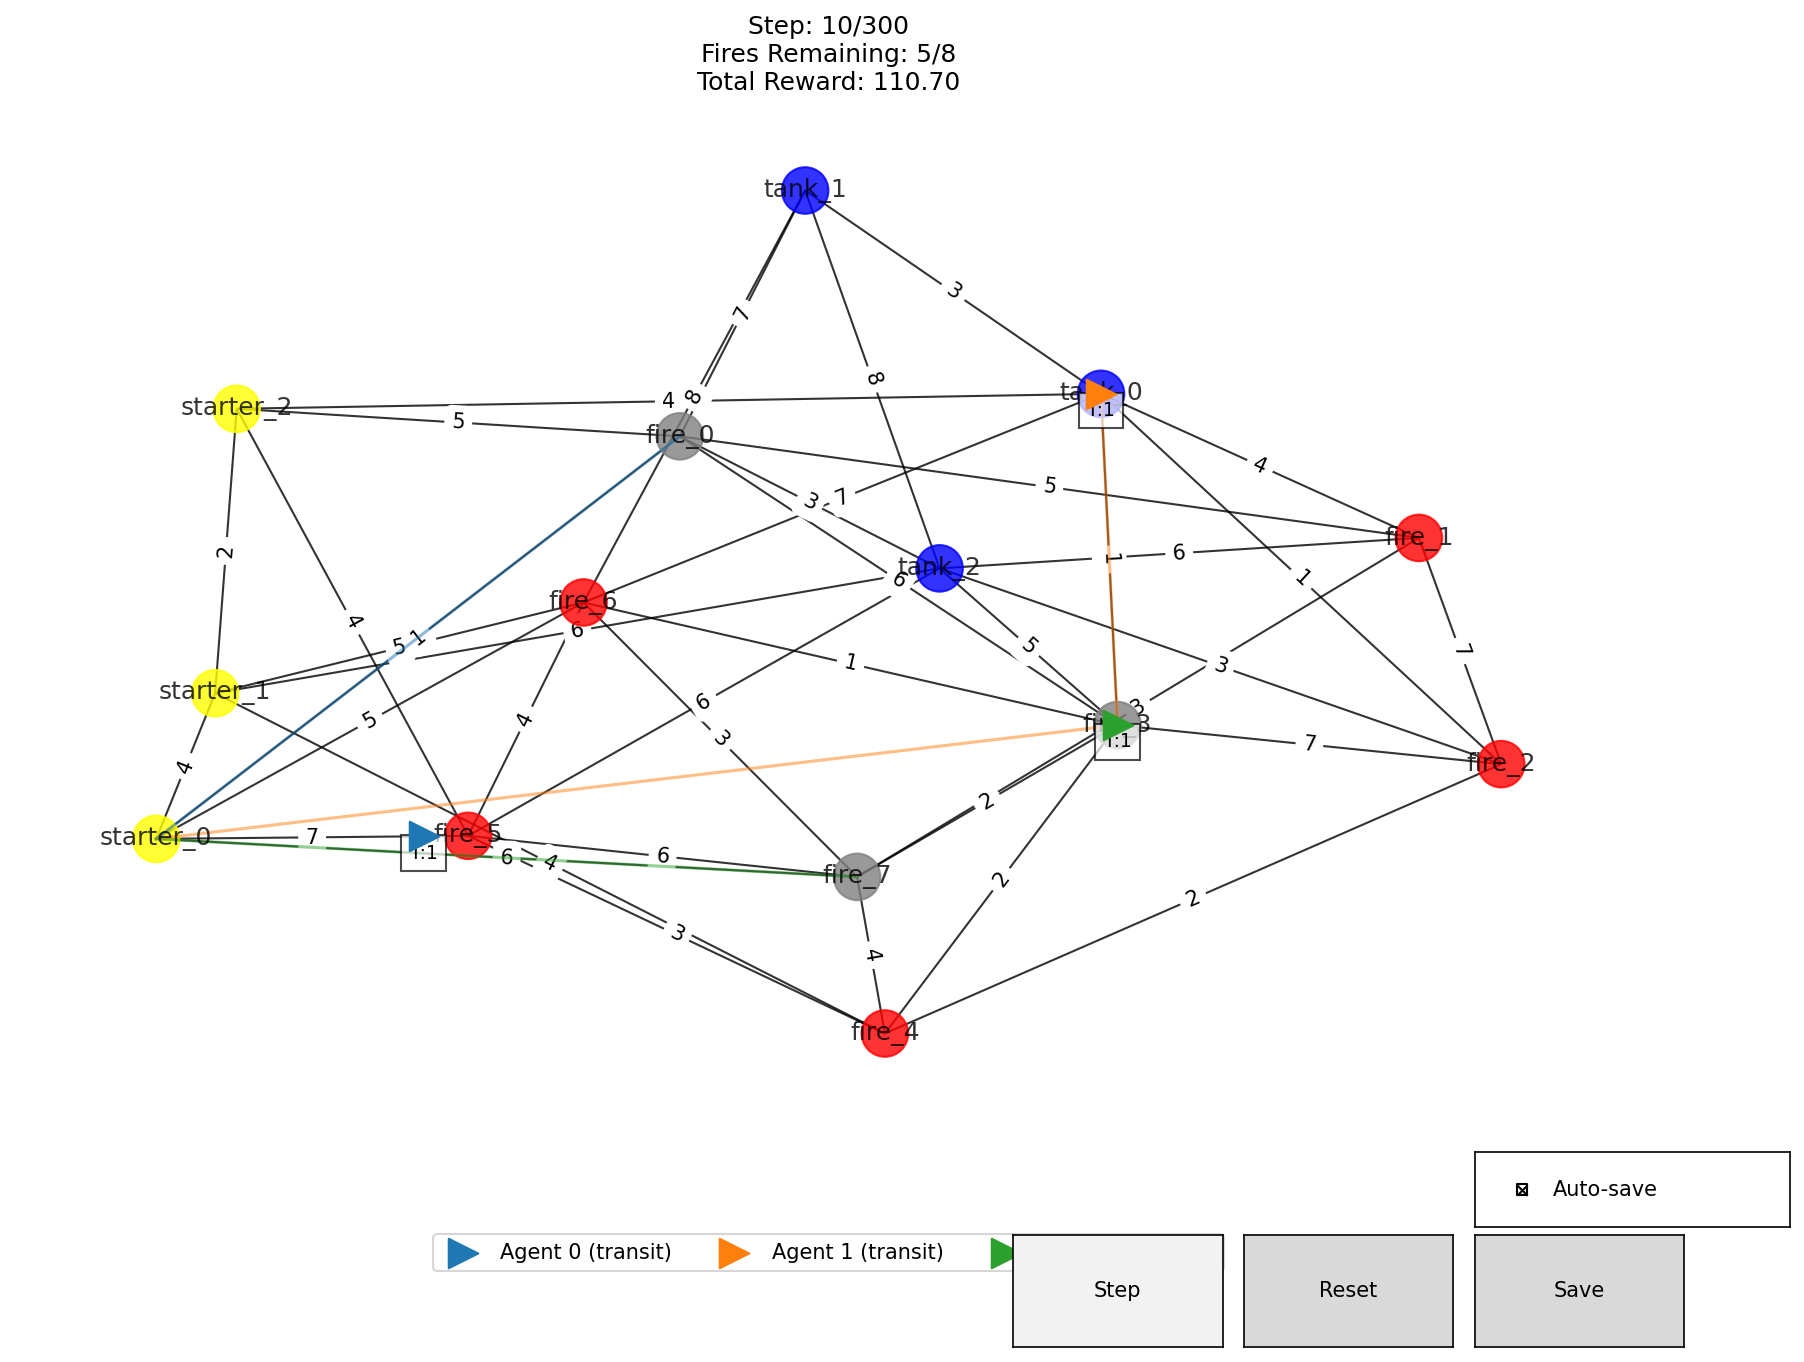 Step: 10/300
Fires Remaining: 5/8
Total Reward: 110.70
tank_1
3
7
8
tank_0
T:1
starter_2
4
8
5
fire_0
4
5
3
7
fire_1
2
1
6
tank_2
1
6
fire_6
6
4
5
1
5
1
3
7
starter_1
6
3
fire_3
T:1
7
fire_2
5
4
3
4
2
starter_0
7
fire_5
T:1
6
4
6
fire_7
2
2
3
4
fire_4
Auto-save
Agent 0 (transit)
Agent 1 (transit)
Step
Reset
Save